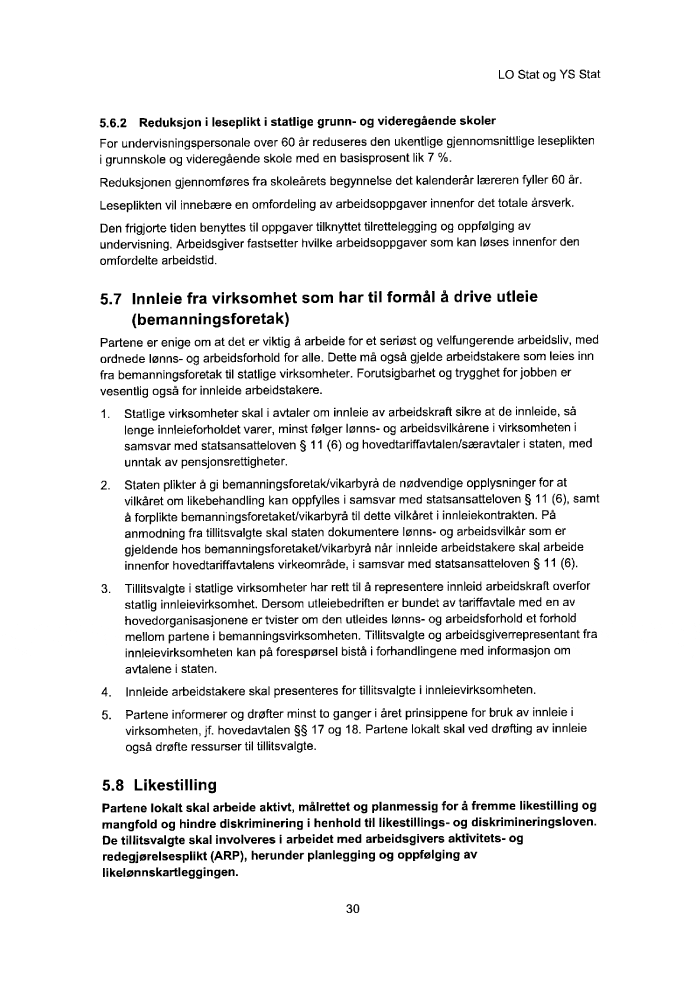 LO Stat og YS Stat
5.6.2 Reduksjon i leseplikt i statlige grunn- og videregående skoler
For undervisningspersonale over 60 år reduseres den ukentlige gjennomsnittlige leseplikten
i grunnskole og videregående skole med en basisprosent lik 7 %.
Reduksjonen gjennomføres fra skoleårets begynnelse det kalenderår læreren fyller 60 år.
Leseplikten vil innebære en omfordeling av arbeidsoppgaver innenfor det totale årsverk.
Den frigjorte tiden benyttes til oppgaver tilknyttet tilrettelegging og oppfølging av
undervisning. Arbeidsgiver fastsetter hvilke arbeidsoppgaver som kan løses innenfor den
omfordelte arbeidstid.
5.7 Innleie fra virksomhet som har til formål å drive utleie
(bemanningsforetak)
Partene er enige om at det er viktig å arbeide for et seriøst og velfungerende arbeidsliv, med
ordnede lønns- og arbeidsforhold for alle. Dette må også gjelde arbeidstakere som leies inn
fra bemanningsforetak til statlige virksomheter. Forutsigbarhet og trygghet for jobben er
vesentlig også for innleide arbeidstakere.
1. Statlige virksomheter skal i avtaler om innleie av arbeidskraft sikre at de innleide, så
lenge innleieforholdet varer, minst følger lønns- og arbeidsvilkårene i virksomheten i
samsvar med statsansatteloven § 11 (6) og hovedtariffavtalen/særavtaler i staten, med
unntak av pensjonsrettigheter.
2. Staten plikter å gi bemanningsforetak/vikarbyrå de nødvendige opplysninger for at
vilkåret om likebehandling kan oppfylles i samsvar med statsansatteloven § 11 (6), samt
å forplikte bemanningsforetaket/vikarbyrå til dette vilkåret i innleiekontrakten. På
anmodning fra tillitsvalgte skal staten dokumentere lønns- og arbeidsvilkår som er
gjeldende hos bemanningsforetaket/vikarbyrå når innleide arbeidstakere skal arbeide
innenfor hovedtariffavtalens virkeområde, i samsvar med statsansatteloven § 11 (6).
3. Tillitsvalgte i statlige virksomheter har rett til å representere innleid arbeidskraft overfor
statlig innleievirksomhet. Dersom utleiebedriften er bundet av tariffavtale med en av
hovedorganisasjonene er tvister om den utleides lønns- og arbeidsforhold et forhold
mellom partene i bemanningsvirksomheten. Tillitsvalgte og arbeidsgiverrepresentant fra
innleievirksomheten kan på forespørsel bistå i forhandlingene med informasjon om
avtalene i staten.
4. Innleide arbeidstakere skal presenteres for tillitsvalgte i innleievirksomheten.
5. Partene informerer og drøfter minst to ganger i året prinsippene for bruk av innleie i
virksomheten, jf. hovedavtalen §§ 17 og 18. Partene lokalt skal ved drøfting av innleie
også drøfte ressurser til tillitsvalgte.
5.8 Likestilling
Partene lokalt skal arbeide aktivt, målrettet og planmessig for å fremme likestilling og
mangfold og hindre diskriminering i henhold til likestillings- og diskrimineringsloven.
De tillitsvalgte skal involveres i arbeidet med arbeidsgivers aktivitets- og
redegjørelsesplikt (ARP), herunder planlegging og oppfølging av
likelønnskartleggingen.
30